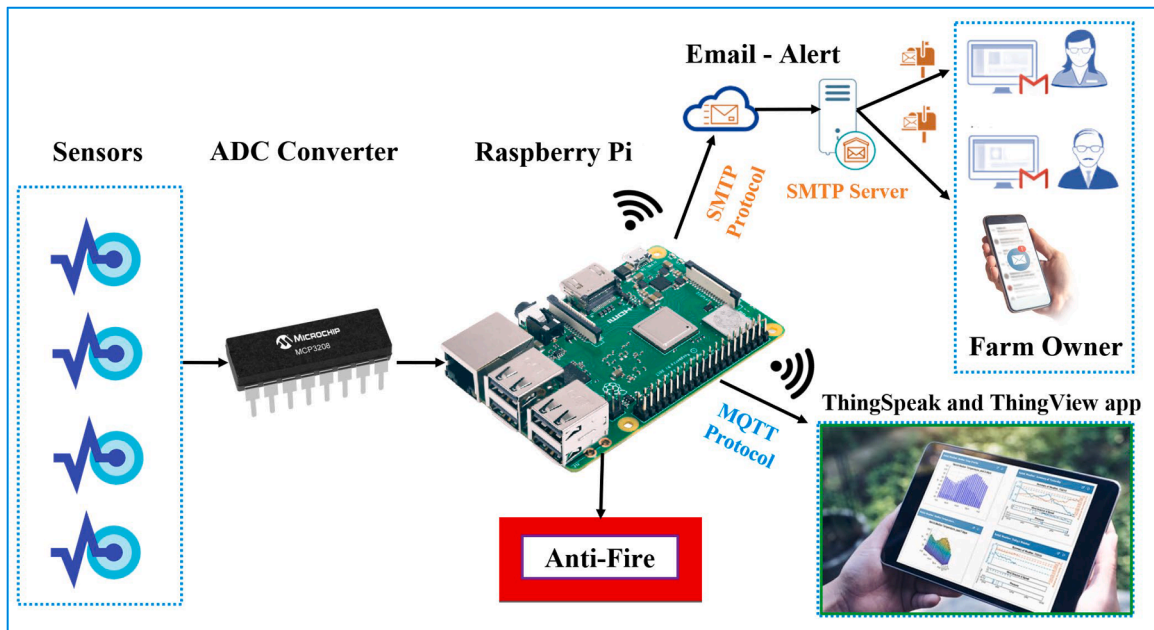 Email - Alert
Sensors
ADC Converter
Raspberry Pi
SMTP
Protocol
SMTP Server
MICROCHIP
MCP3208
HDMI
Farm Owner
ThingSpeak and ThingView app
MQTT
Protocol
Anti-Fire